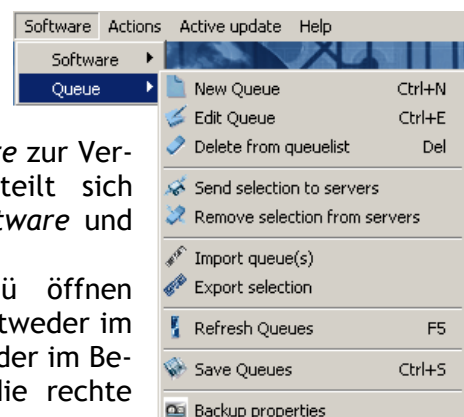 Software Actions Active update Help
Software
Queue
New Queue Ctrl+N
Edit Queue Ctrl+E
Delete from queuelist Del
Send selection to servers
Remove selection from servers
Import queue(s)
Export selection
Refresh Queues F5
Save Queues Ctrl+S
Backup properties
re zur Ver-
teilt sich
tware und
ü öffnen
tweder im
der im Be-
die rechte